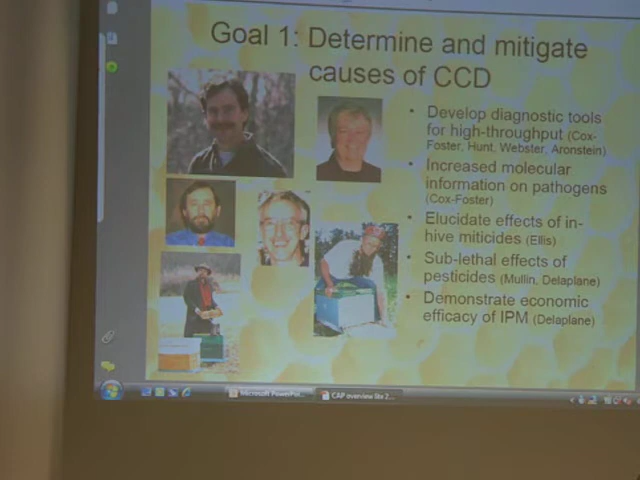 Goal 1: Determine and mitigate
causes of CCD
• Develop diagnostic tools
for high-throughput (Cox-
Foster, Hunt, Webster, Aronstein)
• Increased molecular
information on pathogens
(Cox-Foster)
• Elucidate effects of in-
hive miticides (Ellis)
• Sub-lethal effects of
pesticides (Mullin, Delaplane)
• Demonstrate economic
efficacy of IPM (Delaplane)
Microsoft PowerPoi...
CAP overview lite 2...